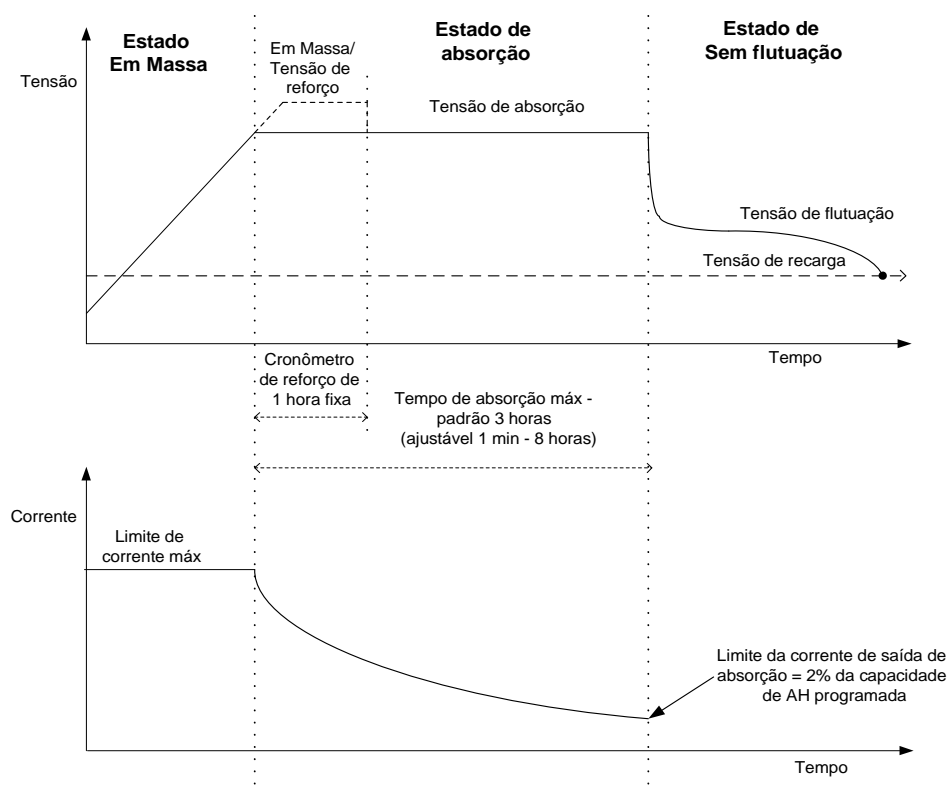 Estado
Em Massa
Em Massa/
Tensão de
reforço
Estado de
absorção
Estado de
Sem flutuação
Tensão
Tensão de absorção
Tensão de flutuação
Tensão de recarga
Tempo
Cronômetro
de reforço de
1 hora fixa
Tempo de absorção máx -
padrão 3 horas
(ajustável 1 min - 8 horas)
Corrente
Limite de
corrente máx
Limite da corrente de saída de
absorção = 2% da capacidade
de AH programada
Tempo